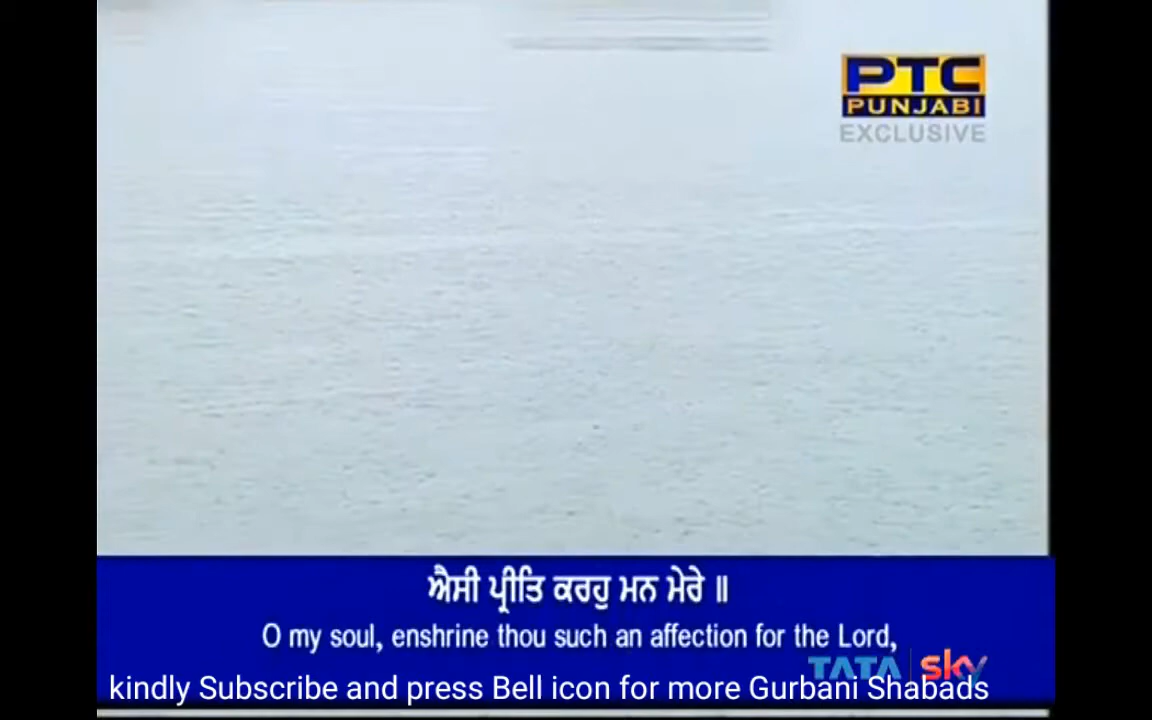 PTC
PUNJABI
EXCLUSIVE
ਐਸੀ ਪ੍ਰੀਤਿ ਕਰਹੁ ਮਨ ਮੇਰੇ ॥
O my soul, enshrine thou such an affection for the Lord,
TATA sky
kindly Subscribe and press Bell icon for more Gurbani Shabads